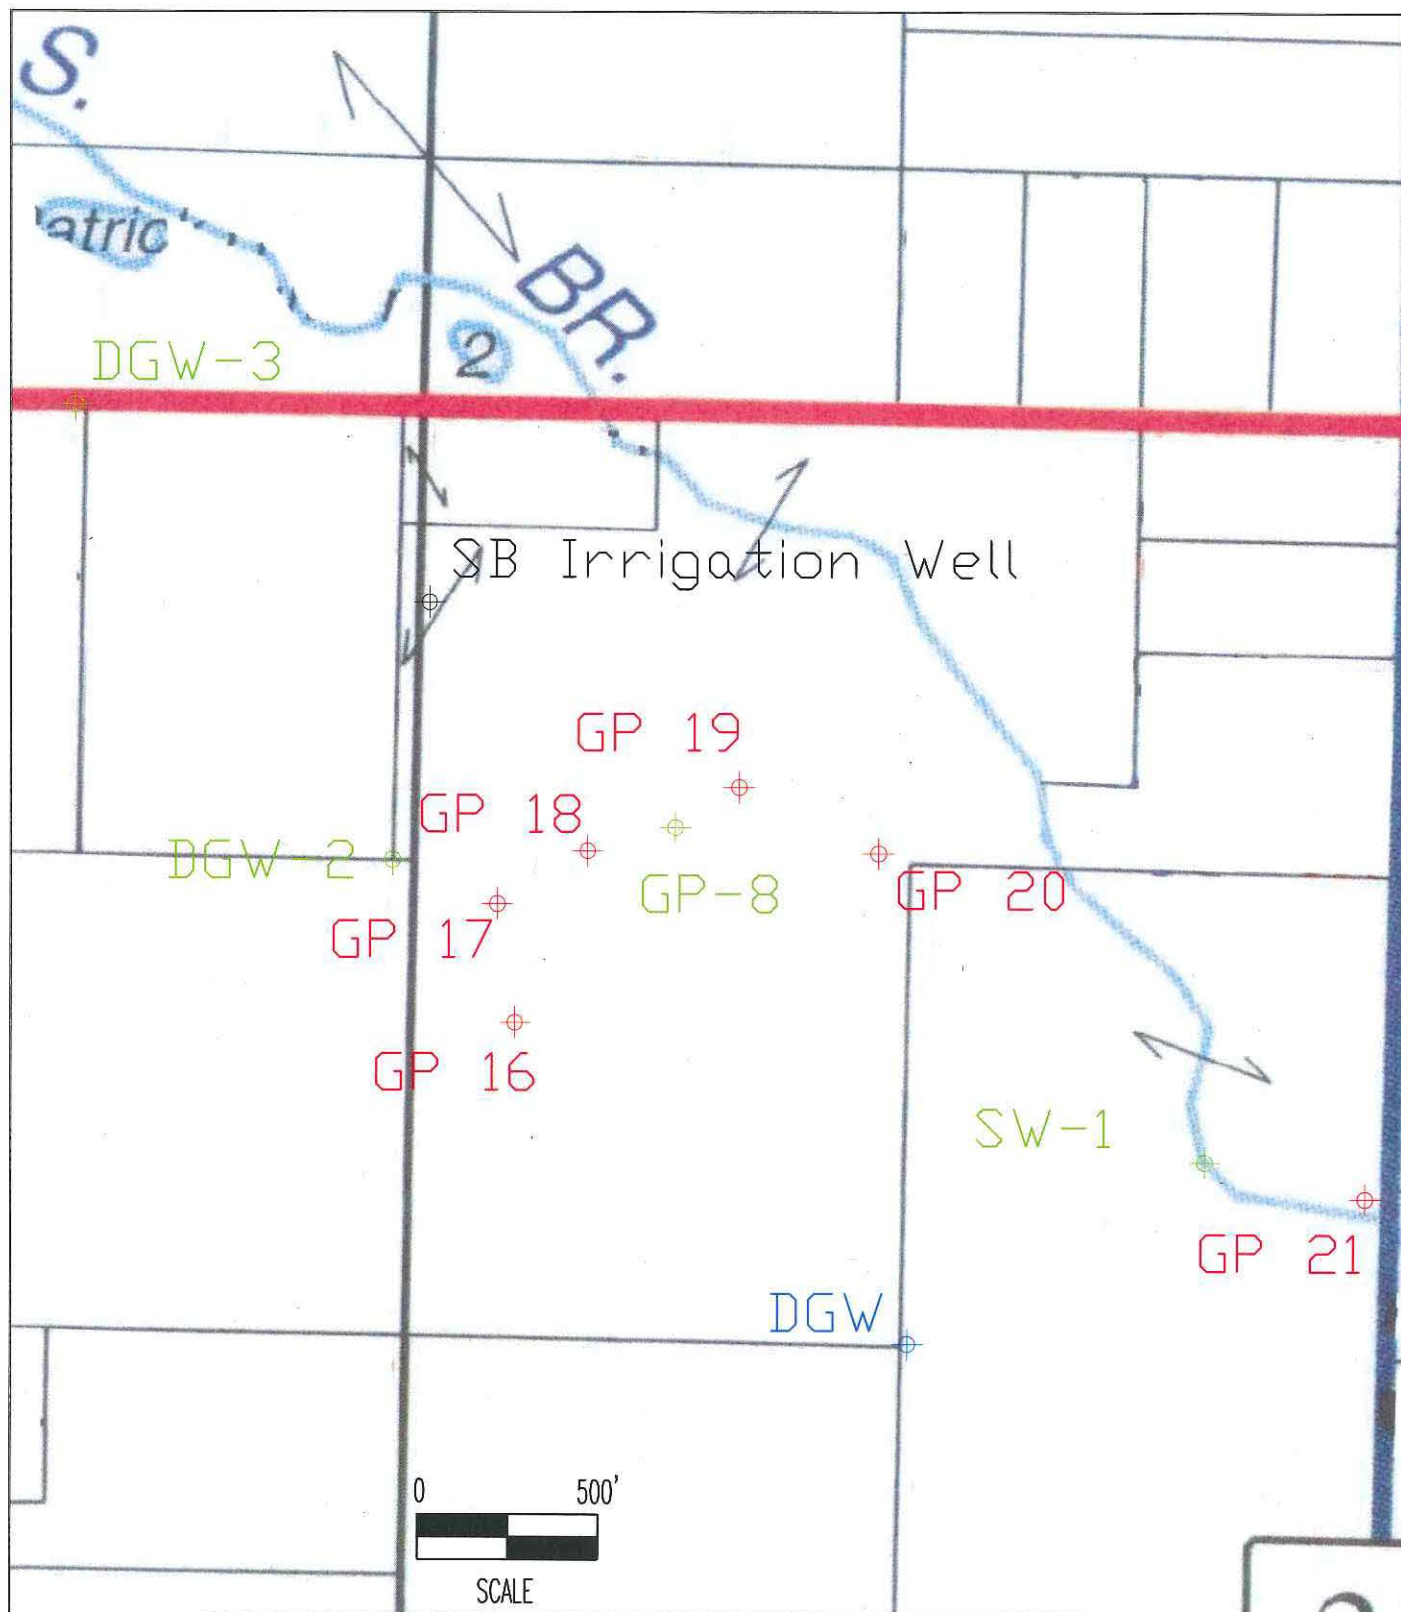 S.
atric
BR.
2
DGW-3
SB Irrigation Well
GP 19
GP 18
DGW-2
GP-8
GP 20
GP 17
GP 16
SW-1
GP 21
DGW
0 500'
SCALE